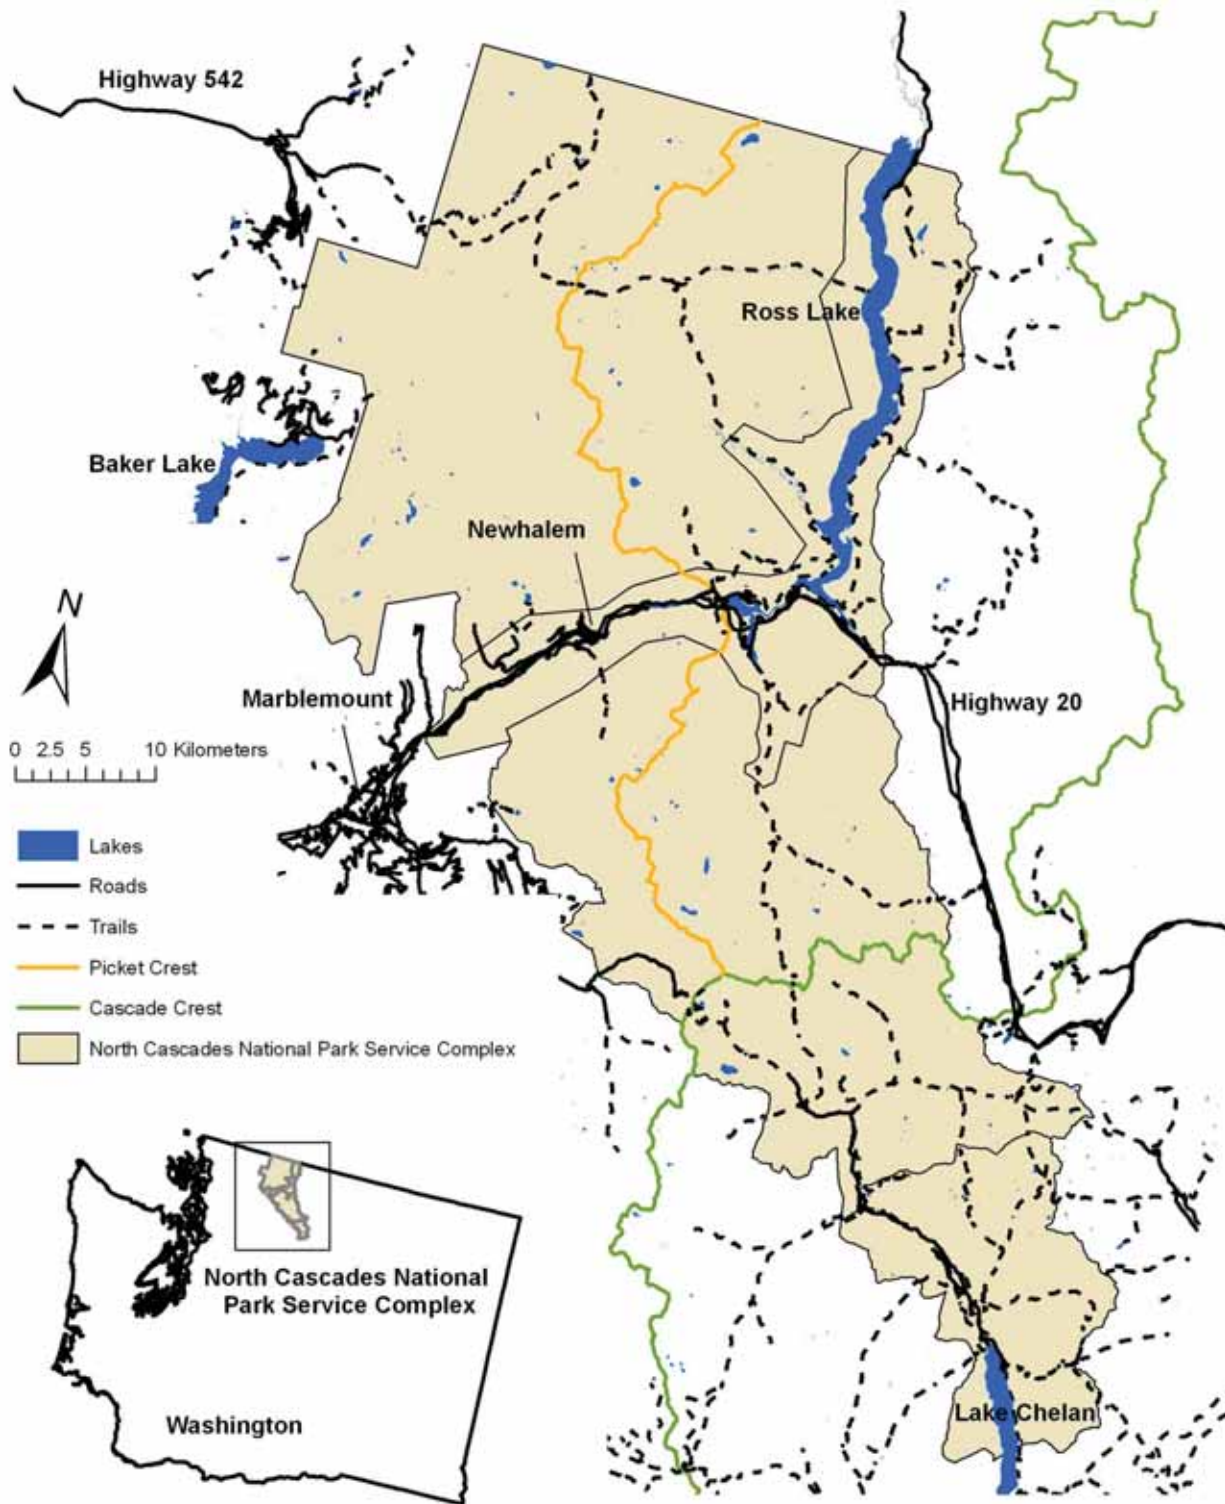 Highway 542
Ross Lake
Baker Lake
Newhalem
N
Marblemount
Highway 20
0 2.5 5 10 Kilometers
Lakes
Roads
Trails
Picket Crest
Cascade Crest
North Cascades National Park Service Complex
North Cascades National
Park Service Complex
Washington
Lake Chelan